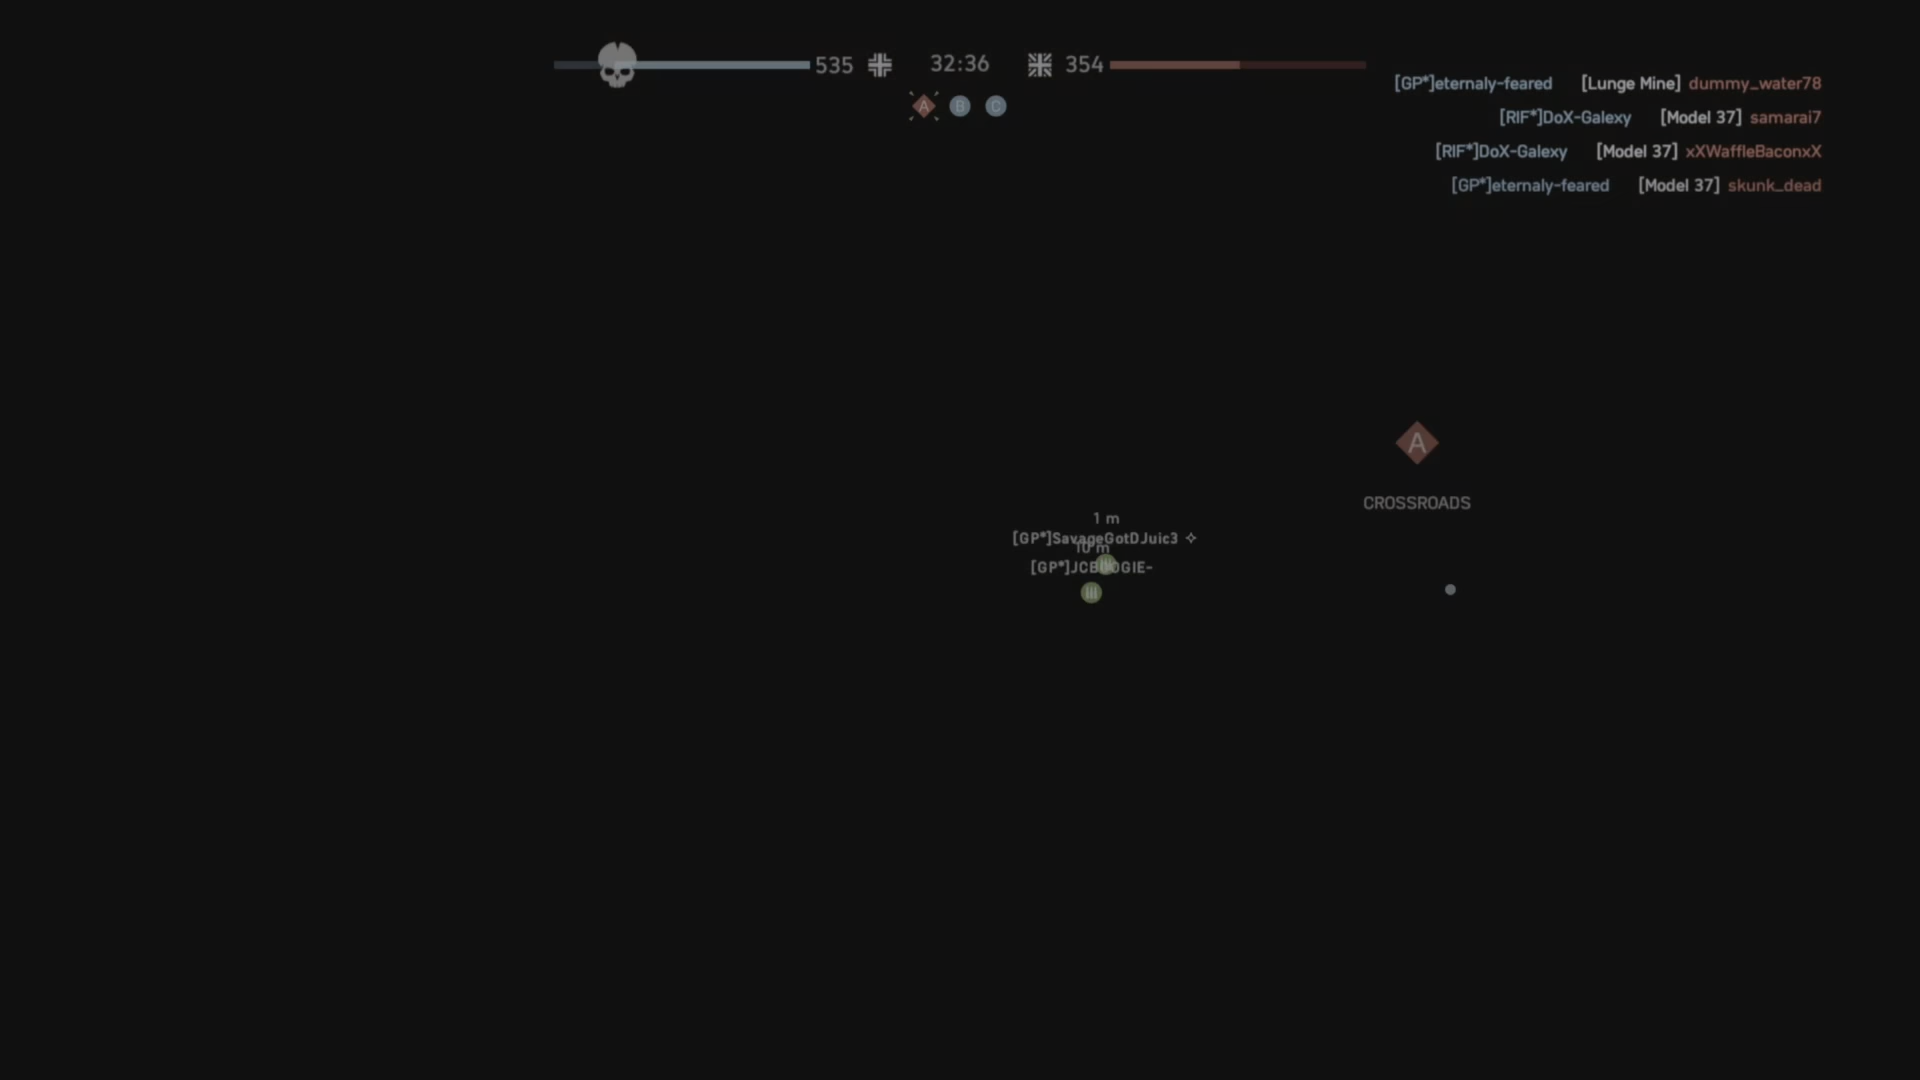 535 32:36 354
A B C
[GP*]eternaly-feared [Lunge Mine] dummy_water78
[RIF*]DoX-Galexy [Model 37] samarai7
[RIF*]DoX-Galexy [Model 37] xXWaffleBaconxX
[GP*]eternaly-feared [Model 37] skunk_dead
A
CROSSROADS
1 m
[GP*]SavageGotDJuic3
10 m